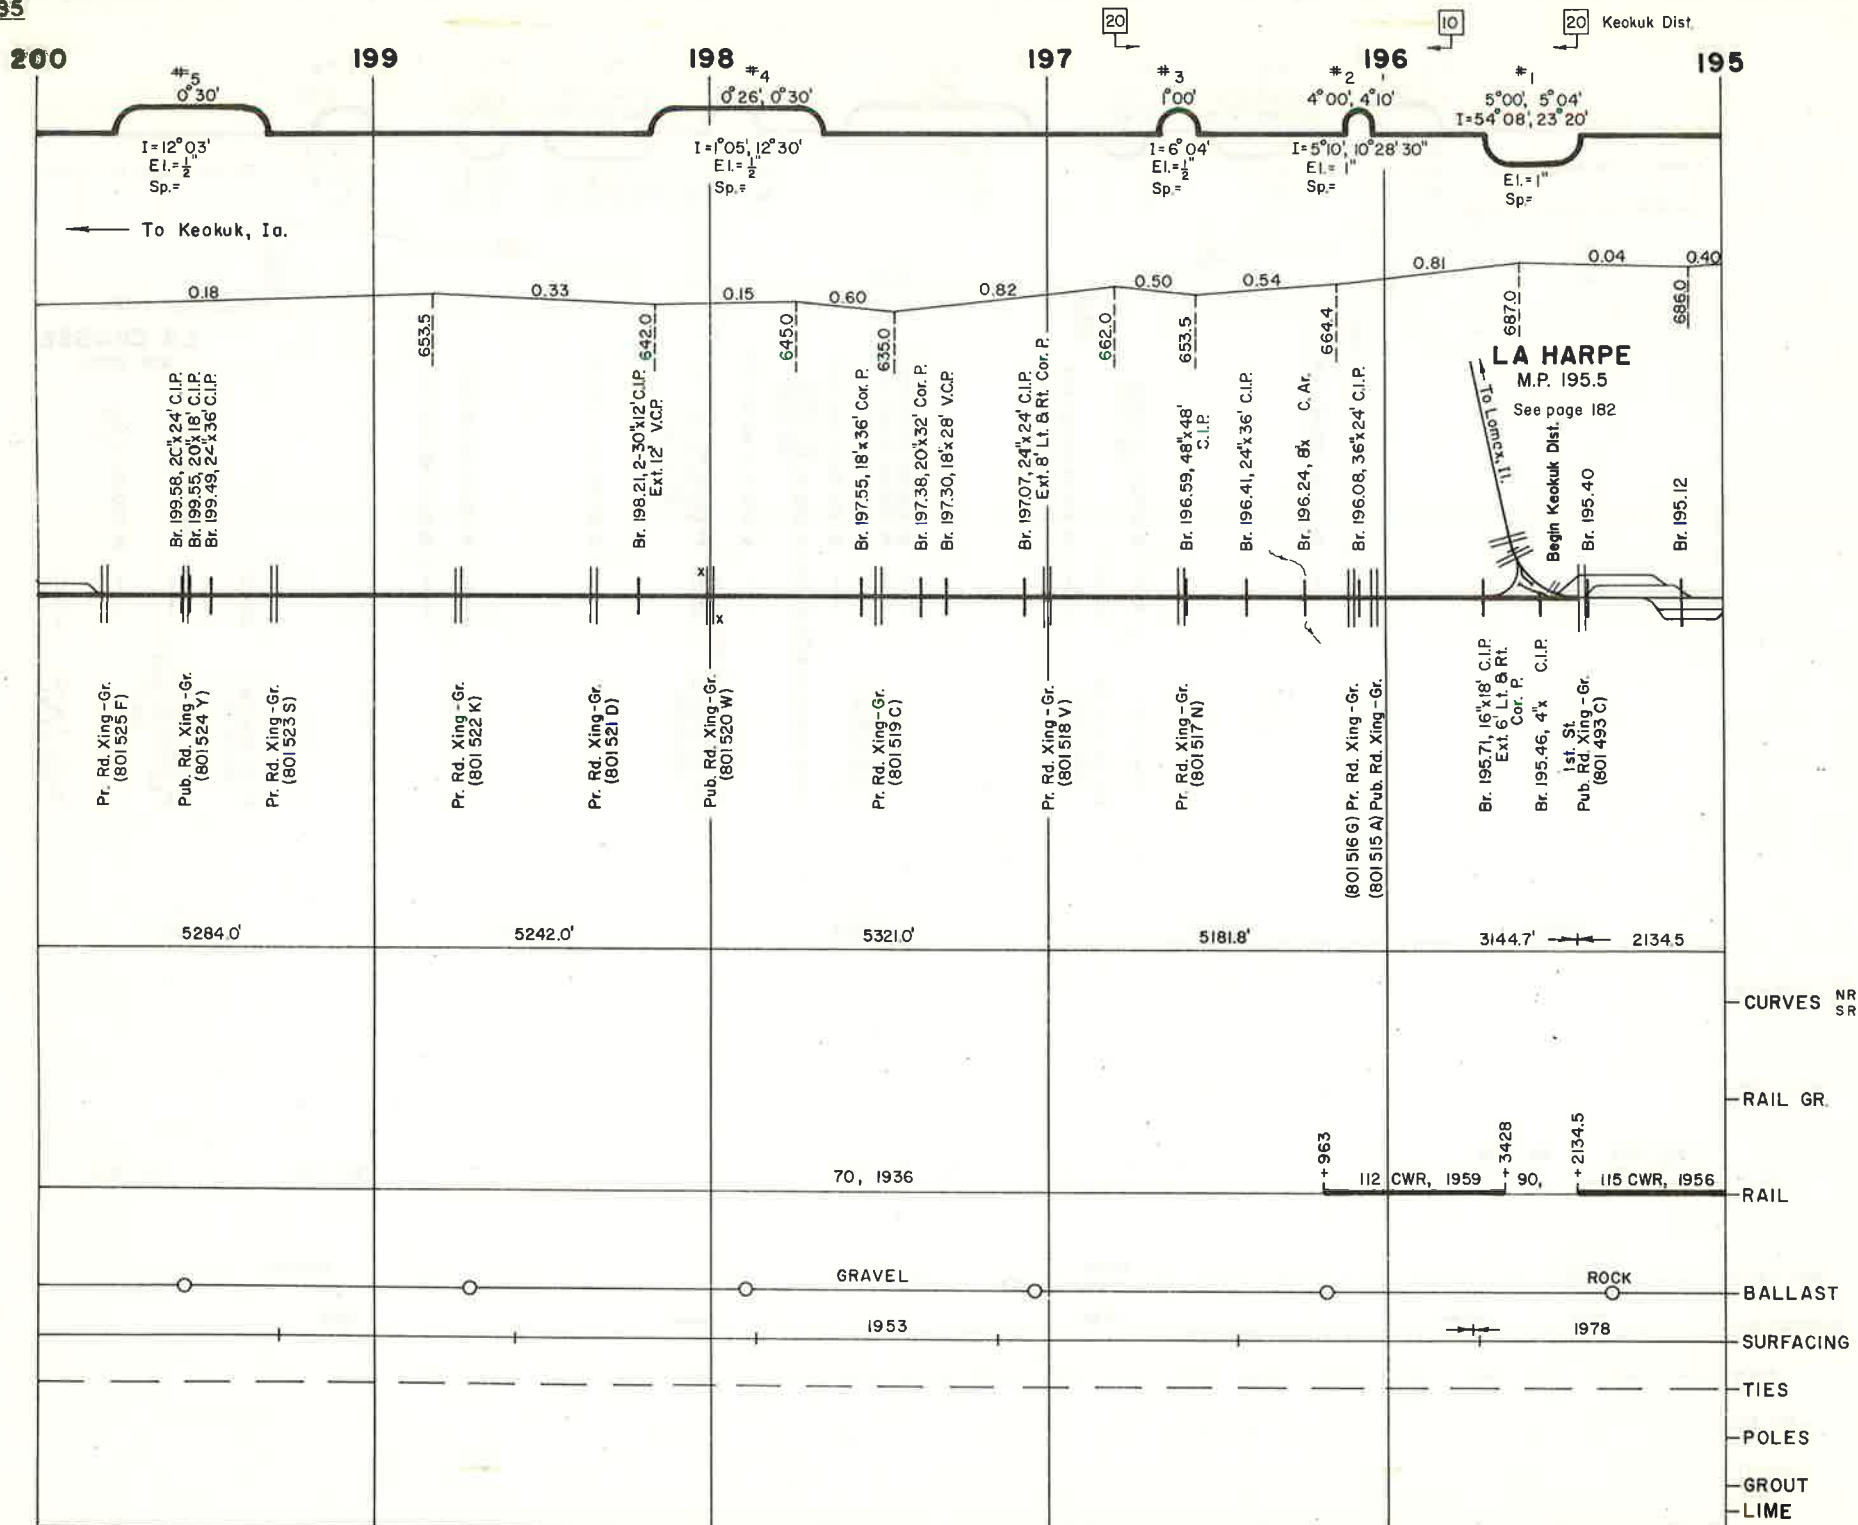 20 10 20 Keokuk Dist.
200 199 198 197 196 195
#5
0°30'
I=12°03'
El.=½"
Sp.=
#4
0°26', 0°30'
I=1°05', 12°30'
El.=½"
Sp.=
#3
1°00'
I=6°04'
El.=½"
Sp.=
#2
4°00', 4°10'
I=5°10', 10°28'30"
El.= 1"
Sp.=
#1
5°00', 5°04'
I=54°08', 23°20'
El.=1"
Sp.=
To Keokuk, Ia.
0.18 0.33 0.15 0.60 0.82 0.50 0.54 0.81 0.04 0.40
653.5
642.0
645.0
635.0
662.0
653.5
664.4
687.0
686.0
LA HARPE
M.P. 195.5
See page 182
To Lomax, Il.
Begin Keokuk Dist.
Br. 199.58, 20"x24' C.I.P.
Br. 199.55, 20"x18' C.I.P.
Br. 199.49, 24"x36' C.I.P.
Br. 198.21, 2-30"x12' C.I.P.
Ext. 12' V.C.P.
Br. 197.55, 18"x36' Cor. P.
Br. 197.38, 20"x32' Cor. P.
Br. 197.30, 18"x28' V.C.P.
Br. 197.07, 24"x24' C.I.P.
Ext. 8' Lt. & Rt. Cor. P.
Br. 196.59, 48"x48'
C.I.P.
Br. 196.41, 24"x36' C.I.P.
Br. 196.24, 8'x C. Ar.
Br. 196.08, 36"x24' C.I.P.
Br. 195.40
Br. 195.12
x
x
Pr. Rd. Xing-Gr.
(801 525 F)
Pub. Rd. Xing-Gr.
(801 524 Y)
Pr. Rd. Xing-Gr.
(801 523 S)
Pr. Rd. Xing-Gr.
(801 522 K)
Pr. Rd. Xing-Gr.
(801 521 D)
Pub. Rd. Xing-Gr.
(801 520 W)
Pr. Rd. Xing-Gr.
(801 519 C)
Pr. Rd. Xing-Gr.
(801 518 V)
Pr. Rd. Xing-Gr.
(801 517 N)
(801 516 G) Pr. Rd. Xing-Gr.
(801 515 A) Pub. Rd. Xing-Gr.
Br. 195.71, 16"x18' C.I.P.
Ext. 6' Lt. & Rt.
Cor. P.
Br. 195.46, 4"x C.I.P.
1st. St.
Pub. Rd. Xing-Gr.
(801 493 C)
5284.0' 5242.0' 5321.0' 5181.8' 3144.7' 2134.5
CURVES NR
SR
RAIL GR.
+963
+3428
+2134.5
70, 1936 112 CWR, 1959 90, 115 CWR, 1956
RAIL
GRAVEL ROCK
BALLAST
1953 1978
SURFACING
TIES
POLES
GROUT
LIME